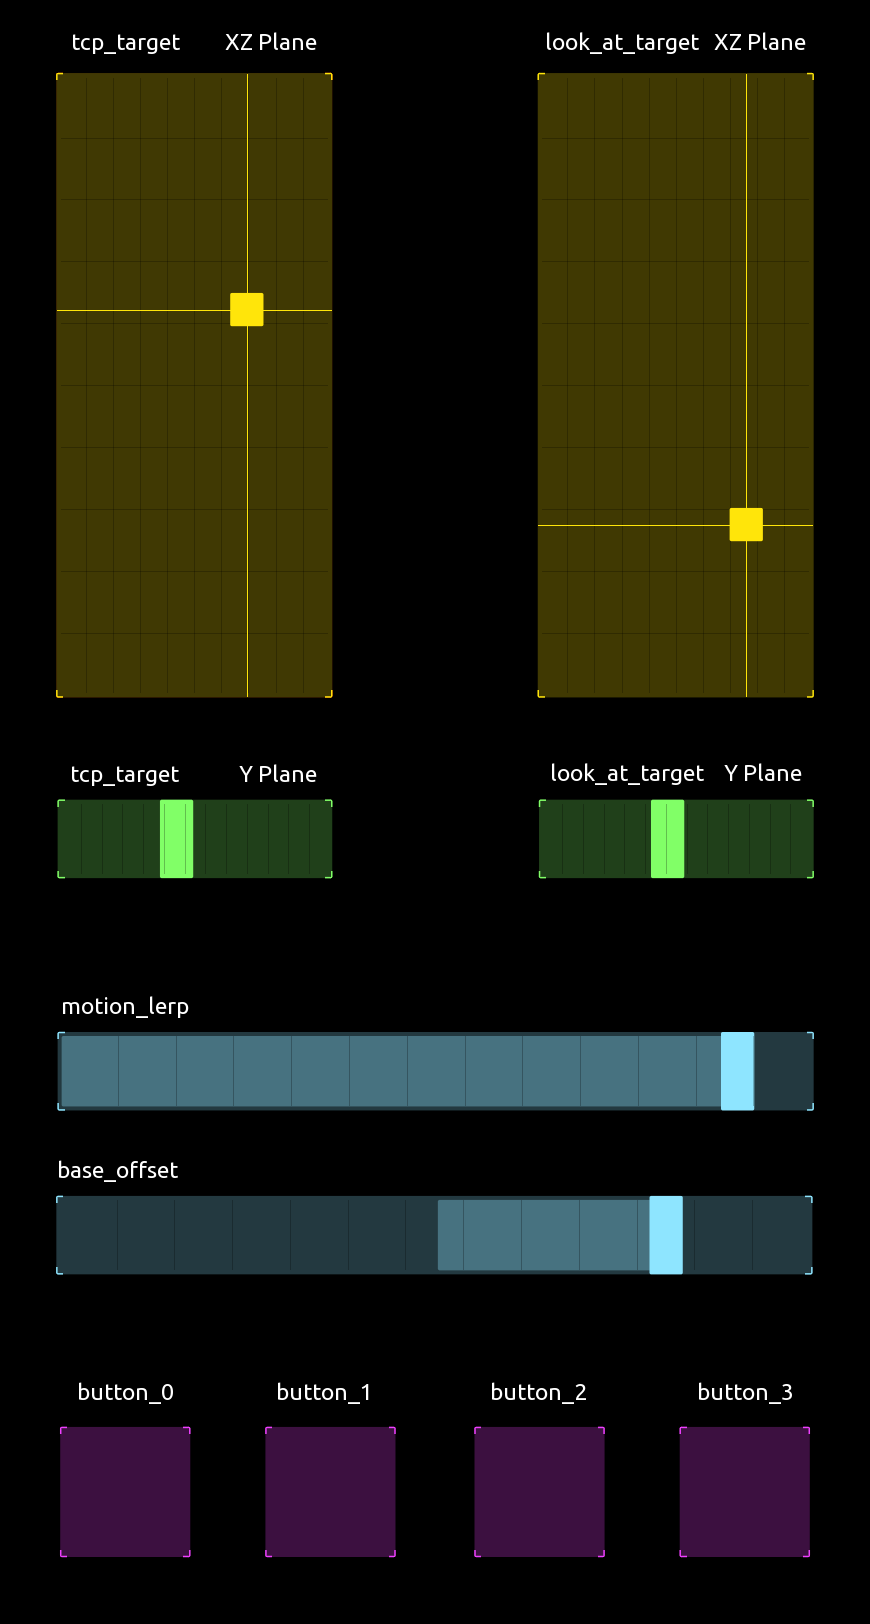 tcp_target XZ Plane
look_at_target XZ Plane
tcp_target Y Plane
look_at_target Y Plane
motion_lerp
base_offset
button_0
button_1
button_2
button_3